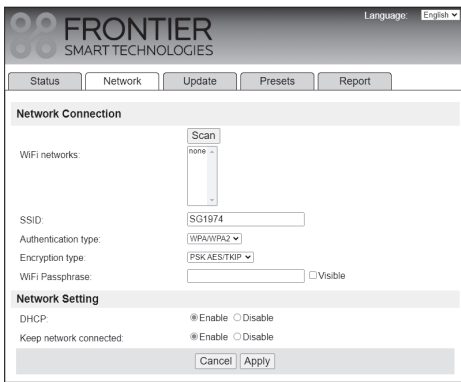 Language: English
FRONTIER
SMART TECHNOLOGIES
Status Network Update Presets Report
Network Connection
Scan
WiFi networks: none
SSID: SG1974
Authentication type: WPA/WPA2
Encryption type: PSK AES/TKIP
WiFi Passphrase: Visible
Network Setting
DHCP: Enable Disable
Keep network connected: Enable Disable
Cancel Apply